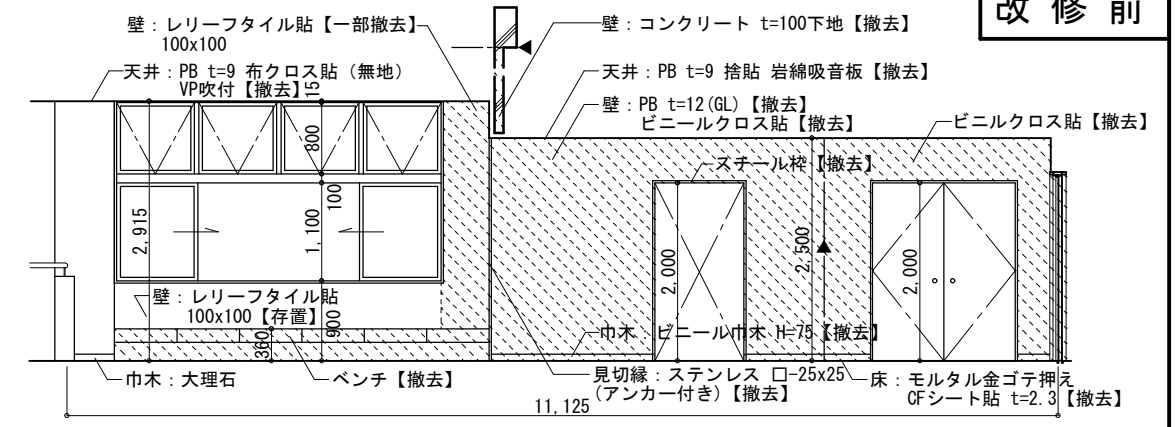 改修前
壁：レリーフタイル貼【一部撤去】
100x100
壁：コンクリート t=100下地【撤去】
天井：PB t=9 布クロス貼（無地）
VP吹付【撤去】
天井：PB t=9 捨貼 岩綿吸音板【撤去】
壁：PB t=12(GL)【撤去】
ビニールクロス貼【撤去】
ビニルクロス貼【撤去】
スチール枠【撤去】
15
800
100
1,100
900
2,915
360
2,000
2,500
2,000
壁：レリーフタイル貼
100x100【存置】
巾木　ビニール巾木 H=75【撤去】
巾木：大理石
ベンチ【撤去】
見切縁：ステンレス ロ-25x25
(アンカー付き)【撤去】
床：モルタル金ゴテ押え
CFシート貼 t=2.3【撤去】
11,125